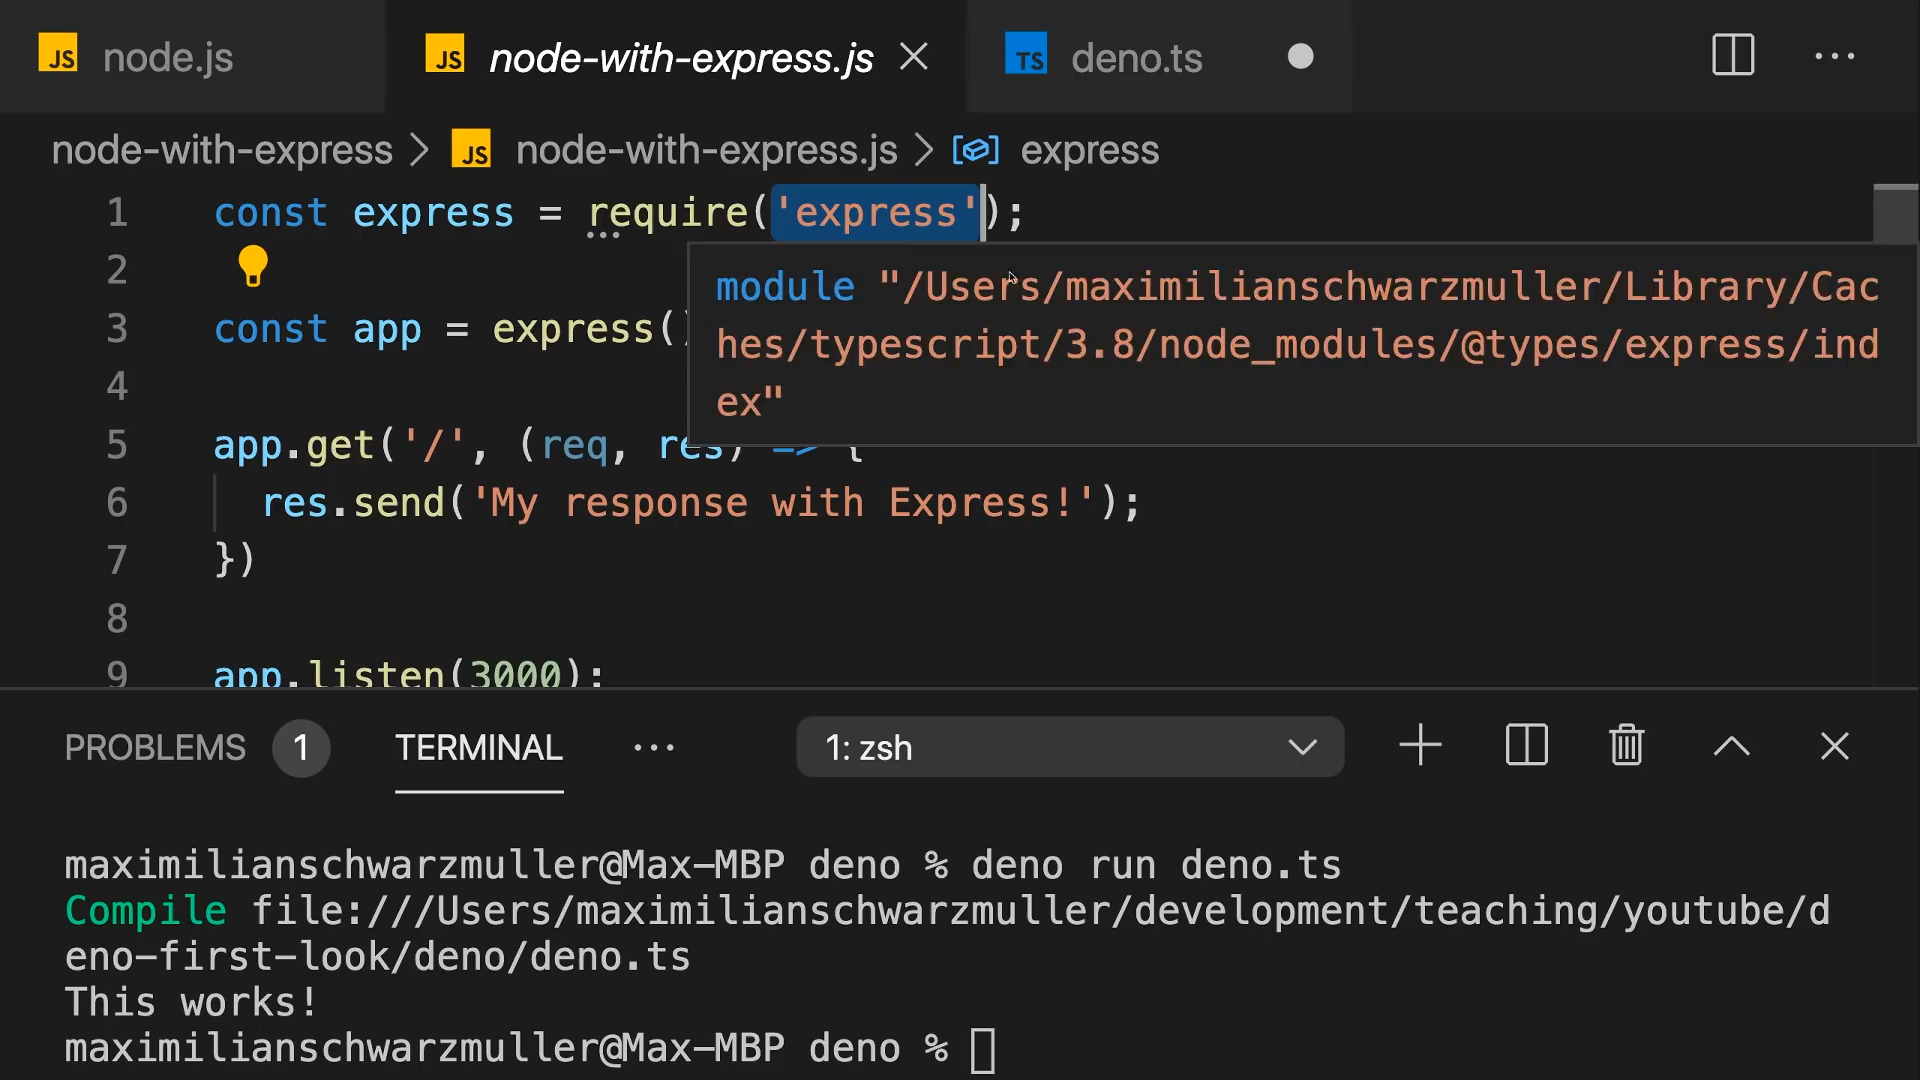 JS node.js
JS node-with-express.js
TS deno.ts
node-with-express > JS node-with-express.js > express
1 const express = require('express');
2
module "/Users/maximilianschwarzmuller/Library/Cac
hes/typescript/3.8/node_modules/@types/express/ind
ex"
3 const app = express()
4
5 app.get('/', (req, res) => {
6 res.send('My response with Express!');
7 })
8
9 app.listen(3000);
PROBLEMS 1 TERMINAL ... 1: zsh
maximilianschwarzmuller@Max-MBP deno % deno run deno.ts
Compile file:///Users/maximilianschwarzmuller/development/teaching/youtube/d
eno-first-look/deno/deno.ts
This works!
maximilianschwarzmuller@Max-MBP deno %